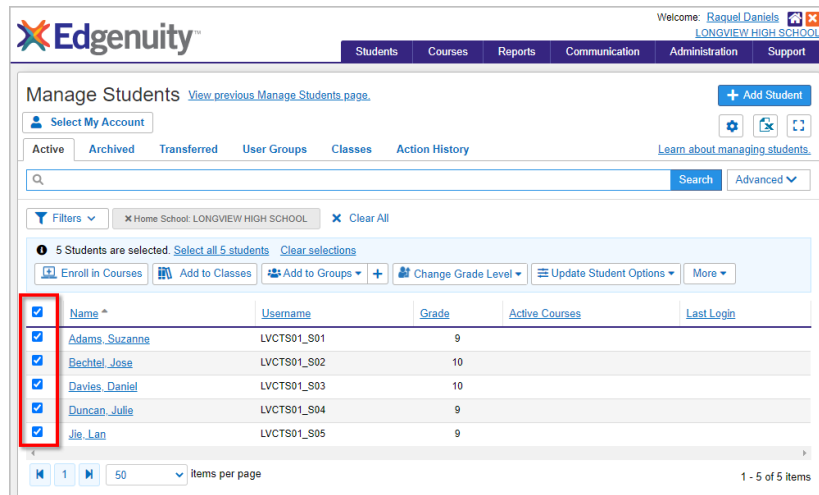 Welcome: Raquel Daniels
LONGVIEW HIGH SCHOOL
Edgenuity™
Students Courses Reports Communication Administration Support
Manage Students View previous Manage Students page.
+ Add Student
Select My Account
Active Archived Transferred User Groups Classes Action History
Learn about managing students.
Search Advanced
Filters
× Home School: LONGVIEW HIGH SCHOOL
× Clear All
5 Students are selected. Select all 5 students Clear selections
Enroll in Courses Add to Classes Add to Groups + Change Grade Level Update Student Options More
Name Username Grade Active Courses Last Login
Adams, Suzanne LVCTS01_S01 9
Bechtel, Jose LVCTS01_S02 10
Davies, Daniel LVCTS01_S03 10
Duncan, Julie LVCTS01_S04 9
Jie, Lan LVCTS01_S05 9
1 50 items per page
1 - 5 of 5 items